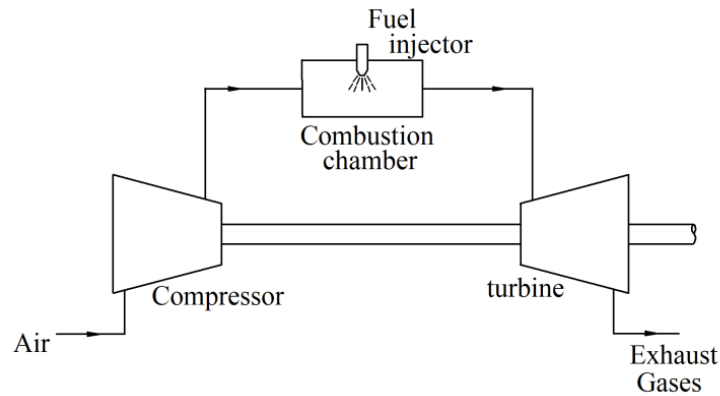 Fuel
injector
Combustion
chamber
Compressor
turbine
Air
Exhaust
Gases